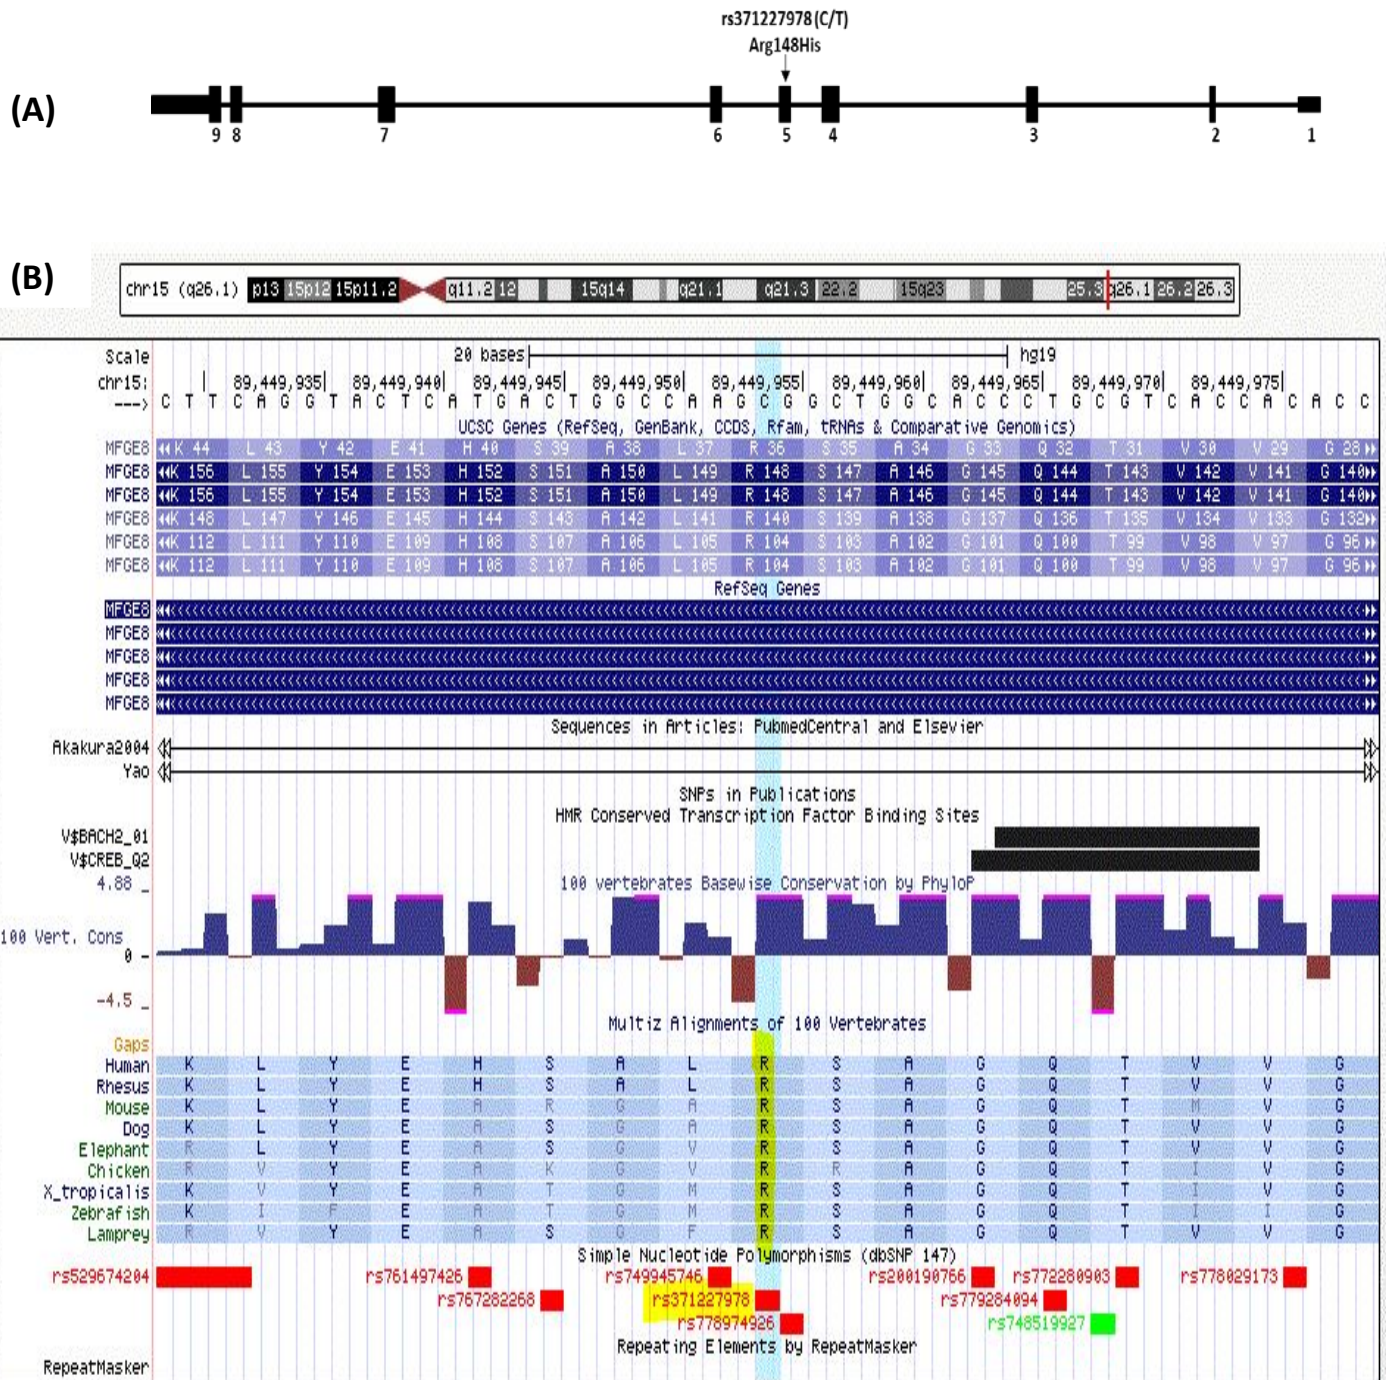 rs371227978 (C/T)
Arg148His
(A)
9 8 7 6 5 4 3 2 1
(B)
chr15 (q26.1) p13 15p12 15p11.2 q11.2 12 15q14 q21.1 q21.3 22.2 15q23 25.3 q26.1 26.2 26.3
Scale 20 bases hg19
chr15: 89,449,935 89,449,940 89,449,945 89,449,950 89,449,955 89,449,960 89,449,965 89,449,970 89,449,975
---> C T T C A G G T A C T C A T G A C T G G C C A A G C G G C T G G C A C C C T G C G T C A C C A C A C C
UCSC Genes (RefSeq, GenBank, CCDS, Rfam, tRNAs & Comparative Genomics)
MFGE8 K 44 L 43 Y 42 E 41 H 40 S 39 A 38 L 37 R 36 S 35 A 34 G 33 Q 32 T 31 V 30 V 29 G 28
MFGE8 K 156 L 155 Y 154 E 153 H 152 S 151 A 150 L 149 R 148 S 147 A 146 G 145 Q 144 T 143 V 142 V 141 G 140
MFGE8 K 156 L 155 Y 154 E 153 H 152 S 151 A 150 L 149 R 148 S 147 A 146 G 145 Q 144 T 143 V 142 V 141 G 140
MFGE8 K 148 L 147 Y 146 E 145 H 144 S 143 A 142 L 141 R 140 S 139 A 138 G 137 Q 136 T 135 V 134 V 133 G 132
MFGE8 K 112 L 111 Y 110 E 109 H 108 S 107 A 106 L 105 R 104 S 103 A 102 G 101 Q 100 T 99 V 98 V 97 G 96
MFGE8 K 112 L 111 Y 110 E 109 H 108 S 107 A 106 L 105 R 104 S 103 A 102 G 101 Q 100 T 99 V 98 V 97 G 96
RefSeq Genes
MFGE8
MFGE8
MFGE8
MFGE8
MFGE8
Sequences in Articles: PubmedCentral and Elsevier
Akakura2004
Yao
SNPs in Publications
HMR Conserved Transcription Factor Binding Sites
V$BACH2_01
V$CREB_Q2
4.88 _ 100 vertebrates Basewise Conservation by PhyloP
100 Vert. Cons
0 -
-4.5 _
Multiz Alignments of 100 Vertebrates
Gaps
Human K L Y E H S A L R S A G Q T V V G
Rhesus K L Y E H S A L R S A G Q T V V G
Mouse K L Y E A R G A R S A G Q T M V G
Dog K L Y E A S G A R S A G Q T V V G
Elephant R L Y E A S G V R S A G Q T V V G
Chicken R V Y E A K G V R R A G Q T I V G
X_tropicalis K V Y E A T G M R S A G Q T I V G
Zebrafish K I F E A T G M R S A G Q T I I G
Lamprey R V Y E A S G F R S A G Q T V V G
Simple Nucleotide Polymorphisms (dbSNP 147)
rs529674204 rs761497426 rs749945746 rs200190766 rs772280903 rs778029173
rs767282268 rs371227978 rs779284094
rs778974926 rs748519927
Repeating Elements by RepeatMasker
RepeatMasker